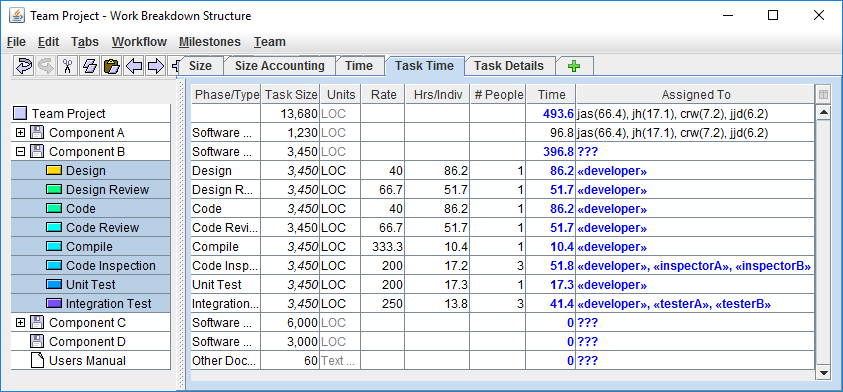 Team Project - Work Breakdown Structure
File Edit Tabs Workflow Milestones Team
Size Size Accounting Time Task Time Task Details
Phase/Type Task Size Units Rate Hrs/Indiv # People Time Assigned To
Team Project 13,680 LOC 493.6 jas(66.4), jh(17.1), crw(7.2), jjd(6.2)
Component A Software ... 1,230 LOC 96.8 jas(66.4), jh(17.1), crw(7.2), jjd(6.2)
Component B Software ... 3,450 LOC 396.8 ???
Design Design 3,450 LOC 40 86.2 1 86.2 «developer»
Design Review Design R... 3,450 LOC 66.7 51.7 1 51.7 «developer»
Code Code 3,450 LOC 40 86.2 1 86.2 «developer»
Code Review Code Revi... 3,450 LOC 66.7 51.7 1 51.7 «developer»
Compile Compile 3,450 LOC 333.3 10.4 1 10.4 «developer»
Code Inspection Code Insp... 3,450 LOC 200 17.2 3 51.8 «developer», «inspectorA», «inspectorB»
Unit Test Unit Test 3,450 LOC 200 17.3 1 17.3 «developer»
Integration Test Integration... 3,450 LOC 250 13.8 3 41.4 «developer», «testerA», «testerB»
Component C Software ... 6,000 LOC 0 ???
Component D Software ... 3,000 LOC 0 ???
Users Manual Other Doc... 60 Text ... 0 ???